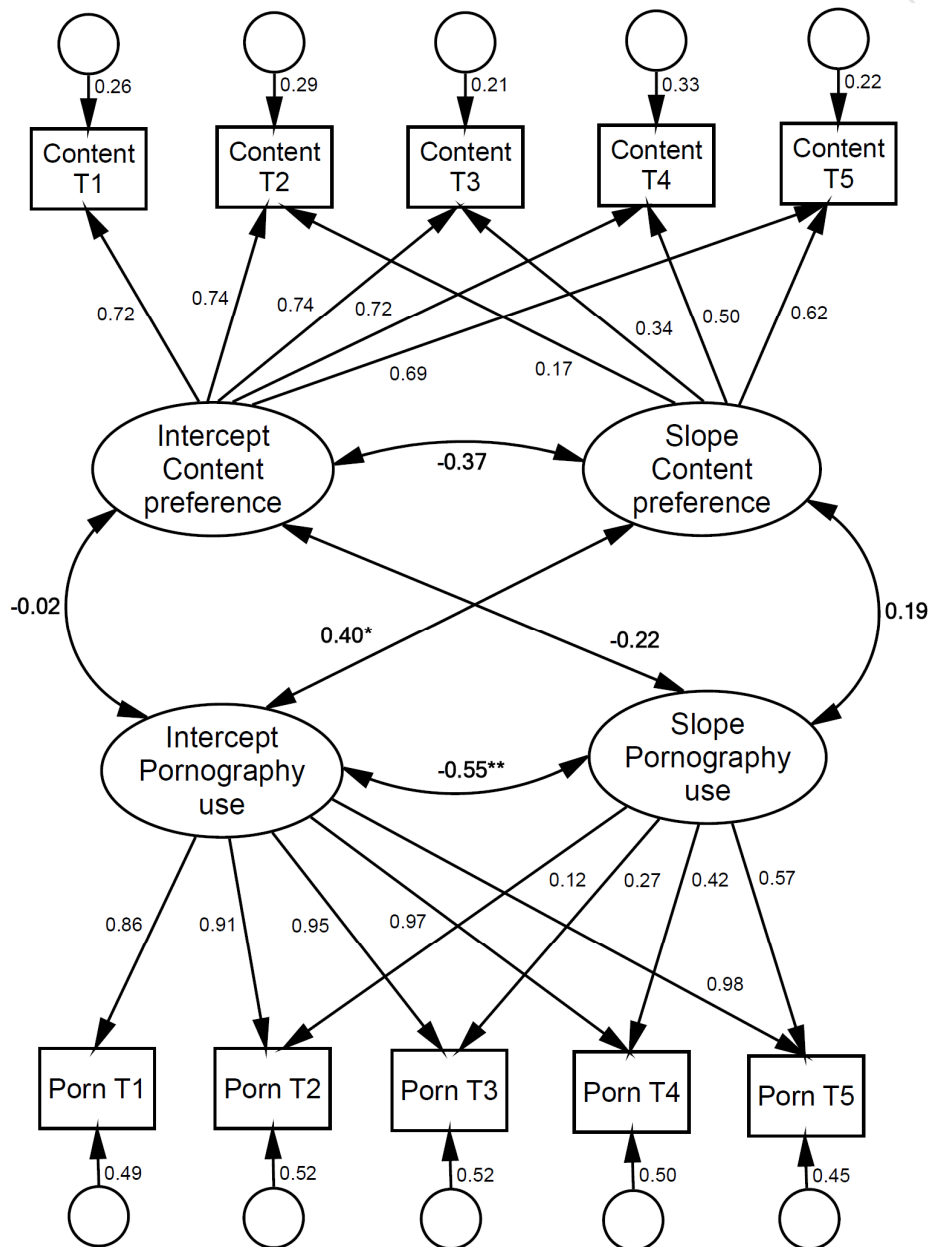 0.26
0.29
0.21
0.33
0.22
Content
T1
Content
T2
Content
T3
Content
T4
Content
T5
0.72
0.74
0.74
0.72
0.69
0.17
0.34
0.50
0.62
Intercept
Content
preference
-0.37
Slope
Content
preference
-0.02
0.40*
-0.22
0.19
Intercept
Pornography
use
-0.55**
Slope
Pornography
use
0.86
0.91
0.95
0.97
0.12
0.27
0.42
0.57
0.98
Porn T1
Porn T2
Porn T3
Porn T4
Porn T5
0.49
0.52
0.52
0.50
0.45